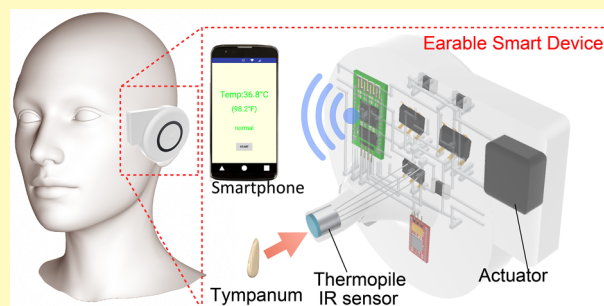 Earable Smart Device
Temp:36.8°C
(98.2°F)
normal
START
Smartphone
Tympanum
Thermopile
IR sensor
Actuator